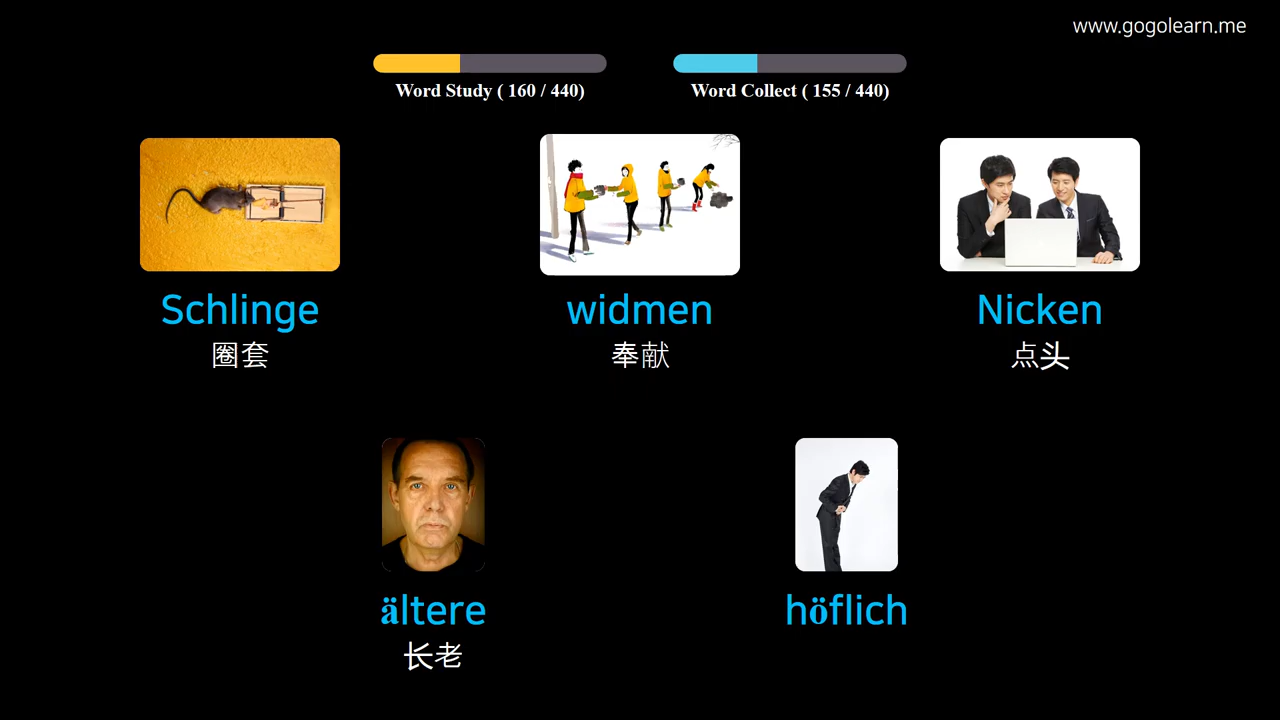 www.gogolearn.me
Word Study ( 160 / 440)
Word Collect ( 155 / 440)
Schlinge
圈套
widmen
奉献
Nicken
点头
ältere
长老
höflich